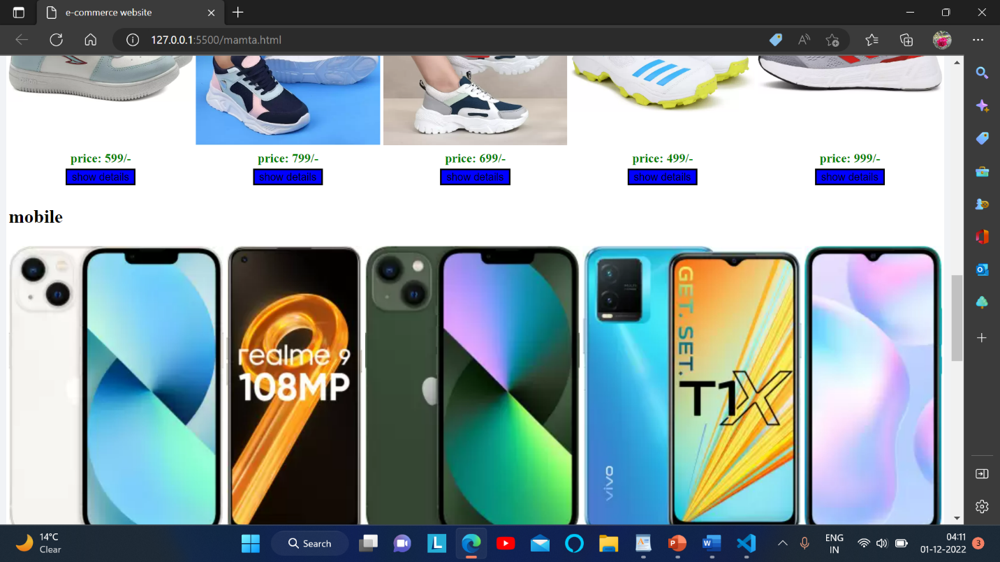 e-commerce website
127.0.0.1:5500/mamta.html
price: 599/- price: 799/- price: 699/- price: 499/- price: 999/-
show details show details show details show details show details
mobile
realme 9
108MP
GET. SET.
T1X
vivo
14°C
Clear
Search
ENG
IN
04:11
01-12-2022
3